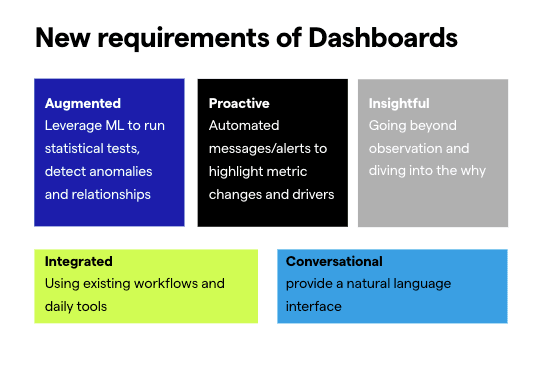 New requirements of Dashboards
Augmented
Leverage ML to run
statistical tests,
detect anomalies
and relationships
Proactive
Automated
messages/alerts to
highlight metric
changes and drivers
Insightful
Going beyond
observation and
diving into the why
Integrated
Using existing workflows and
daily tools
Conversational
provide a natural language
interface